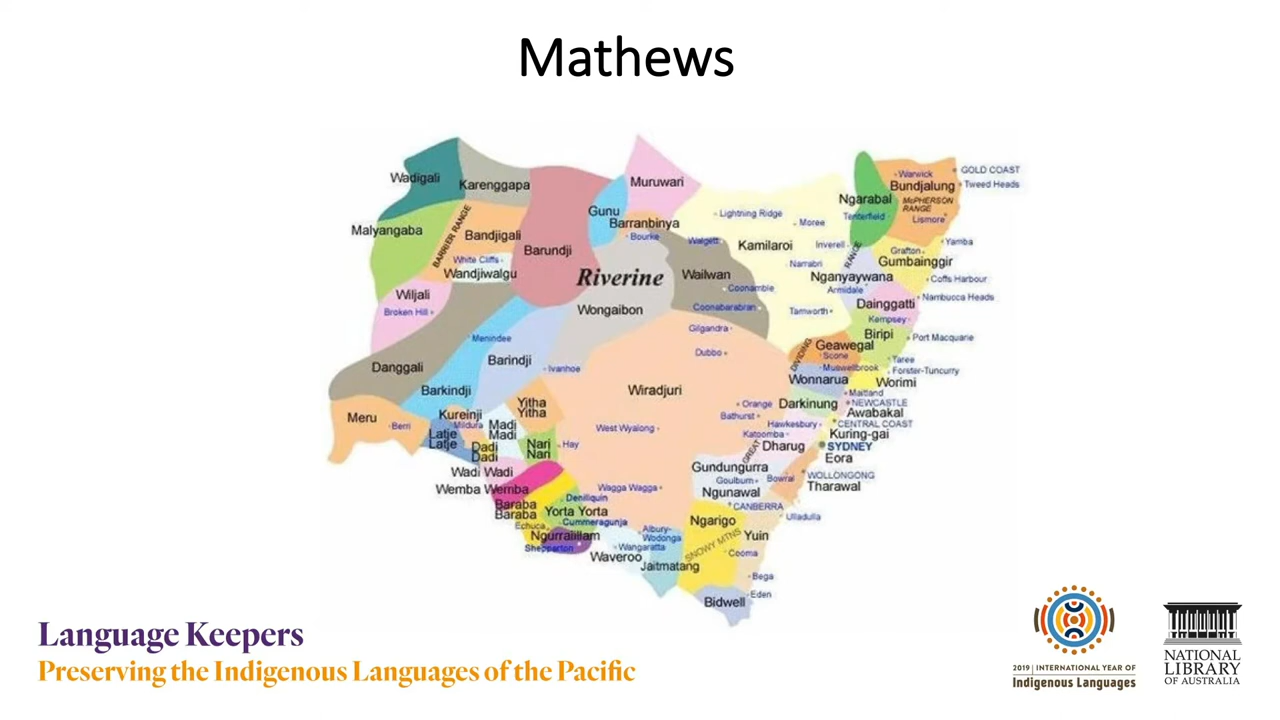 Mathews
Wadigali
Karenggapa
Muruwari
Malyangaba
BARRIER RANGE
Bandjigali
White Cliffs
Wandjiwalgu
Barundji
Gunu
Barranbinya
Bourke
Riverine
Lightning Ridge
Moree
Walgett
Kamilaroi
Inverell
Narrabri
Ngarabal
Tenterfield
Warwick
Bundjalung
McPHERSON
RANGE
Lismore
GOLD COAST
Tweed Heads
Grafton
Yamba
Gumbainggir
RANGE
Nganyaywana
Armidale
Coffs Harbour
Dainggatti
Nambucca Heads
Kempsey
Wiljali
Broken Hill
Wongaibon
Wailwan
Coonamble
Coonabarabran
Tamworth
Biripi
Port Macquarie
Gilgandra
Dubbo
DIVIDING
Geawegal
Scone
Muswellbrook
Taree
Forster-Tuncurry
Wonnarua
Worimi
Maitland
Menindee
Barindji
Ivanhoe
Danggali
Barkindji
Wiradjuri
Orange
Bathurst
Darkinung
NEWCASTLE
Awabakal
CENTRAL COAST
Hawkesbury
Katoomba
Kuring-gai
GREAT
Dharug
SYDNEY
Eora
Meru
Berri
Kureinji
Mildura
Latje
Latje
Madi
Madi
Dadi
Dadi
Yitha
Yitha
Nari
Nari
Hay
West Wyalong
Wadi Wadi
Wemba Wemba
Baraba
Baraba
Gundungurra
Goulburn
Bowral
WOLLONGONG
Tharawal
Ngunawal
CANBERRA
Ulladulla
Wagga Wagga
Deniliquin
Yorta Yorta
Cummeragunja
Echuca
Ngurraiillam
Shepparton
Albury-
Wodonga
Wangaratta
Waveroo
Jaitmatang
Ngarigo
SNOWY MTNS
Yuin
Cooma
Bega
Eden
Bidwell
Language Keepers
Preserving the Indigenous Languages of the Pacific
2019 | INTERNATIONAL YEAR OF
Indigenous Languages
NATIONAL
LIBRARY
OF AUSTRALIA